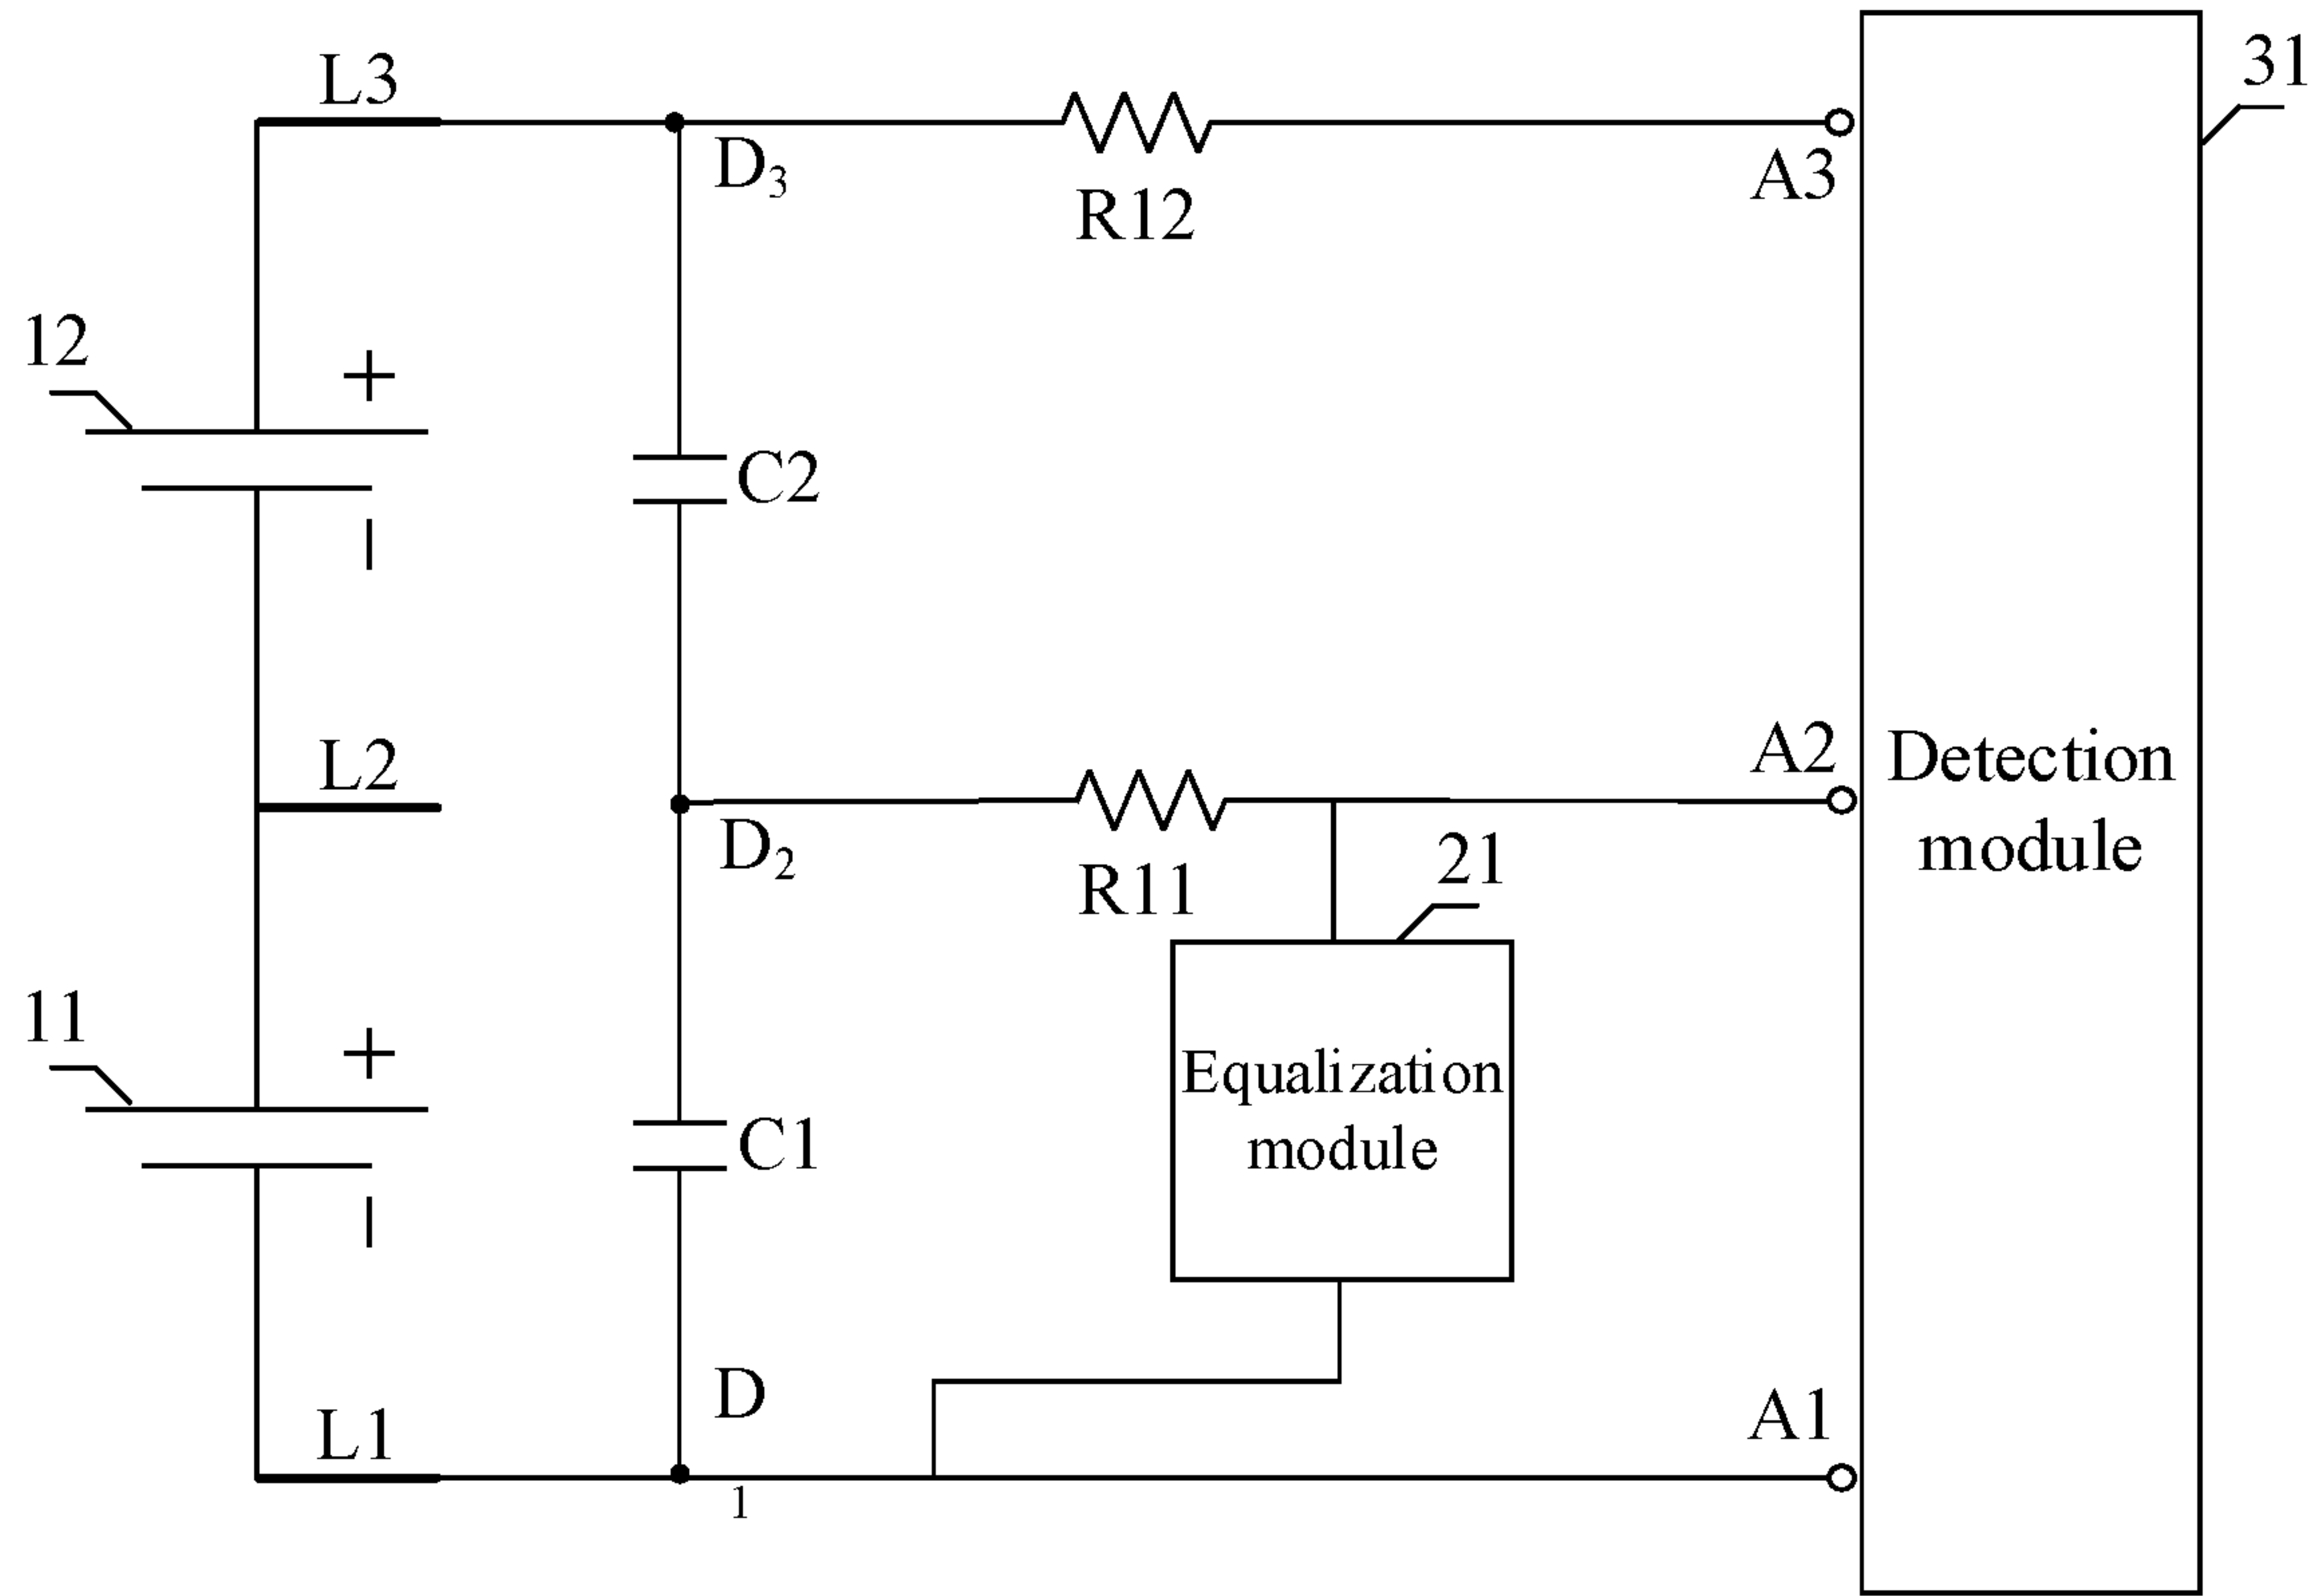 L3
31
D3
A3
R12
12
+
C2
–
L2
A2
Detection
module
D2
R11
21
11
+
Equalization
module
C1
–
D
1
L1
A1